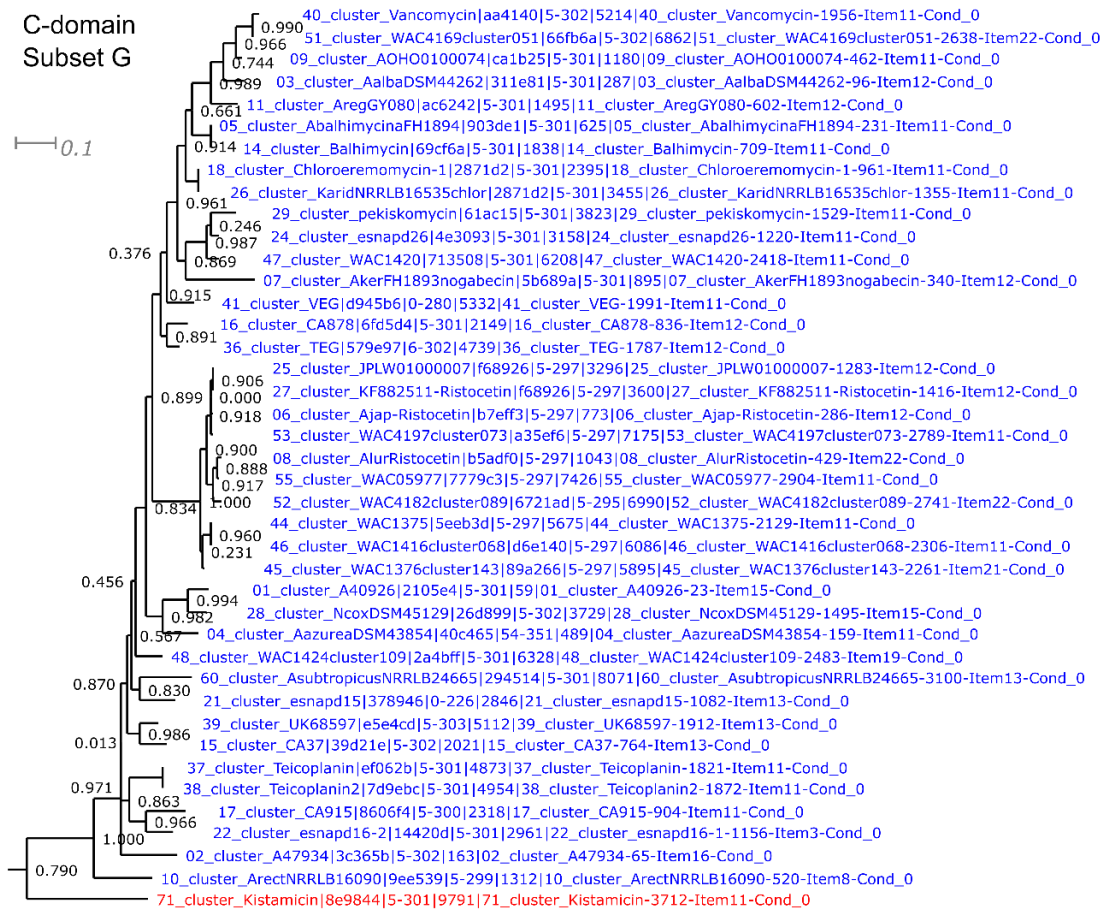 C-domain
Subset G
0.1
40_cluster_Vancomycin|aa4140|5-302|5214|40_cluster_Vancomycin-1956-Item11-Cond_0
0.990
51_cluster_WAC4169cluster051|66fb6a|5-302|6862|51_cluster_WAC4169cluster051-2638-Item22-Cond_0
0.966
09_cluster_AOHO0100074|ca1b25|5-301|1180|09_cluster_AOHO0100074-462-Item11-Cond_0
0.744
03_cluster_AalbaDSM44262|311e81|5-301|287|03_cluster_AalbaDSM44262-96-Item12-Cond_0
0.989
11_cluster_AregGY080|ac6242|5-301|1495|11_cluster_AregGY080-602-Item12-Cond_0
0.661
05_cluster_AbalhimycinaFH1894|903de1|5-301|625|05_cluster_AbalhimycinaFH1894-231-Item11-Cond_0
0.914
14_cluster_Balhimycin|69cf6a|5-301|1838|14_cluster_Balhimycin-709-Item11-Cond_0
18_cluster_Chloroeremomycin-1|2871d2|5-301|2395|18_cluster_Chloroeremomycin-1-961-Item11-Cond_0
26_cluster_KaridNRRLB16535chlor|2871d2|5-301|3455|26_cluster_KaridNRRLB16535chlor-1355-Item11-Cond_0
0.961
29_cluster_pekiskomycin|61ac15|5-301|3823|29_cluster_pekiskomycin-1529-Item11-Cond_0
0.246
24_cluster_esnapd26|4e3093|5-301|3158|24_cluster_esnapd26-1220-Item11-Cond_0
0.987
0.376
47_cluster_WAC1420|713508|5-301|6208|47_cluster_WAC1420-2418-Item11-Cond_0
0.869
07_cluster_AkerFH1893nogabecin|5b689a|5-301|895|07_cluster_AkerFH1893nogabecin-340-Item12-Cond_0
0.915
41_cluster_VEG|d945b6|0-280|5332|41_cluster_VEG-1991-Item11-Cond_0
16_cluster_CA878|6fd5d4|5-301|2149|16_cluster_CA878-836-Item12-Cond_0
0.891
36_cluster_TEG|579e97|6-302|4739|36_cluster_TEG-1787-Item12-Cond_0
25_cluster_JPLW01000007|f68926|5-297|3296|25_cluster_JPLW01000007-1283-Item12-Cond_0
0.906
27_cluster_KF882511-Ristocetin|f68926|5-297|3600|27_cluster_KF882511-Ristocetin-1416-Item12-Cond_0
0.899
0.000
06_cluster_Ajap-Ristocetin|b7eff3|5-297|773|06_cluster_Ajap-Ristocetin-286-Item12-Cond_0
0.918
53_cluster_WAC4197cluster073|a35ef6|5-297|7175|53_cluster_WAC4197cluster073-2789-Item11-Cond_0
0.900
08_cluster_AlurRistocetin|b5adf0|5-297|1043|08_cluster_AlurRistocetin-429-Item22-Cond_0
0.888
55_cluster_WAC05977|7779c3|5-297|7426|55_cluster_WAC05977-2904-Item11-Cond_0
0.917
52_cluster_WAC4182cluster089|6721ad|5-295|6990|52_cluster_WAC4182cluster089-2741-Item22-Cond_0
1.000
0.834
44_cluster_WAC1375|5eeb3d|5-297|5675|44_cluster_WAC1375-2129-Item11-Cond_0
0.960
46_cluster_WAC1416cluster068|d6e140|5-297|6086|46_cluster_WAC1416cluster068-2306-Item11-Cond_0
0.231
45_cluster_WAC1376cluster143|89a266|5-297|5895|45_cluster_WAC1376cluster143-2261-Item21-Cond_0
0.456
01_cluster_A40926|2105e4|5-301|59|01_cluster_A40926-23-Item15-Cond_0
0.994
28_cluster_NcoxDSM45129|26d899|5-302|3729|28_cluster_NcoxDSM45129-1495-Item15-Cond_0
0.982
04_cluster_AazureaDSM43854|40c465|54-351|489|04_cluster_AazureaDSM43854-159-Item11-Cond_0
0.567
48_cluster_WAC1424cluster109|2a4bff|5-301|6328|48_cluster_WAC1424cluster109-2483-Item19-Cond_0
60_cluster_AsubtropicusNRRLB24665|294514|5-301|8071|60_cluster_AsubtropicusNRRLB24665-3100-Item13-Cond_0
0.870
0.830
21_cluster_esnapd15|378946|0-226|2846|21_cluster_esnapd15-1082-Item13-Cond_0
39_cluster_UK68597|e5e4cd|5-303|5112|39_cluster_UK68597-1912-Item13-Cond_0
0.986
0.013
15_cluster_CA37|39d21e|5-302|2021|15_cluster_CA37-764-Item13-Cond_0
37_cluster_Teicoplanin|ef062b|5-301|4873|37_cluster_Teicoplanin-1821-Item11-Cond_0
0.971
38_cluster_Teicoplanin2|7d9ebc|5-301|4954|38_cluster_Teicoplanin2-1872-Item11-Cond_0
0.863
17_cluster_CA915|8606f4|5-300|2318|17_cluster_CA915-904-Item11-Cond_0
0.966
22_cluster_esnapd16-2|14420d|5-301|2961|22_cluster_esnapd16-1-1156-Item3-Cond_0
1.000
02_cluster_A47934|3c365b|5-302|163|02_cluster_A47934-65-Item16-Cond_0
0.790
10_cluster_ArectNRRLB16090|9ee539|5-299|1312|10_cluster_ArectNRRLB16090-520-Item8-Cond_0
71_cluster_Kistamicin|8e9844|5-301|9791|71_cluster_Kistamicin-3712-Item11-Cond_0